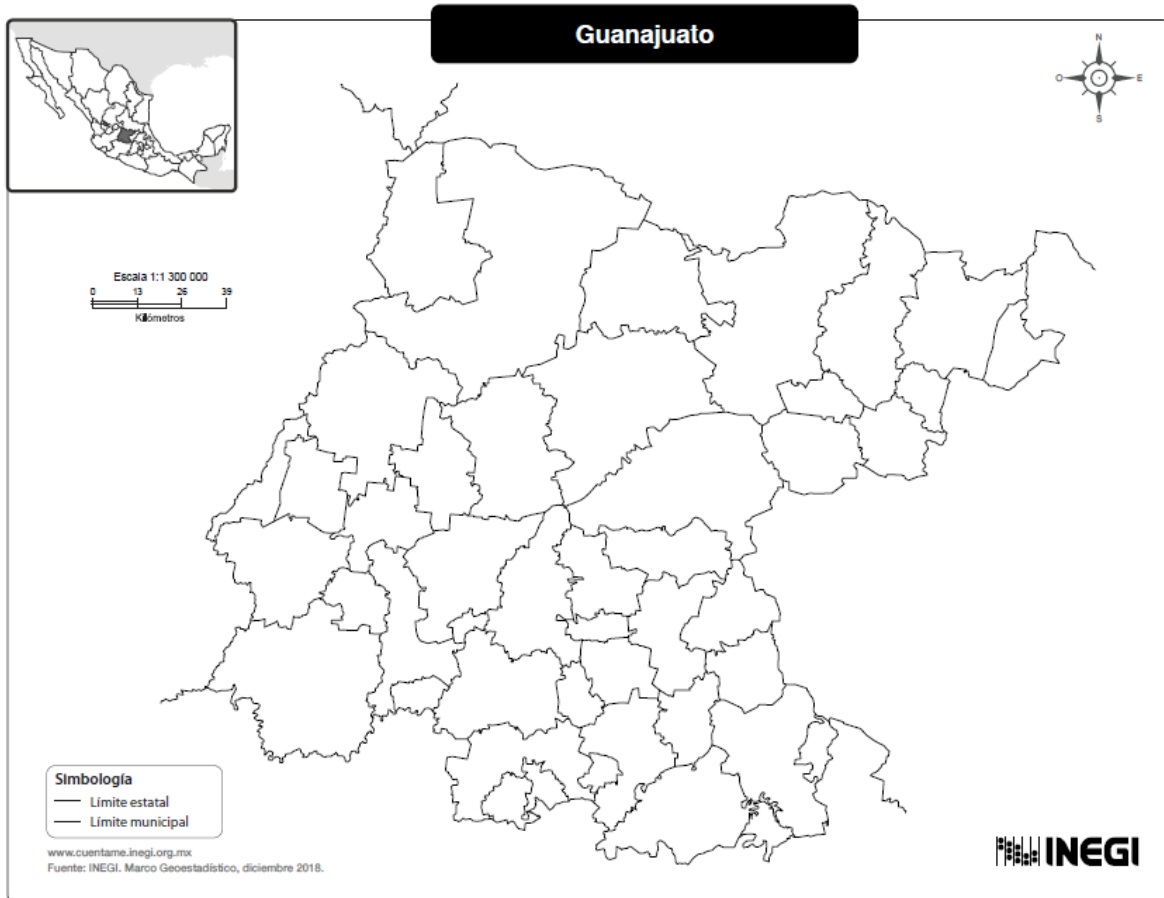 Guanajuato
N
O
E
S
Escala 1:1 300 000
0 13 26 39
Kilómetros
Simbología
Límite estatal
Límite municipal
www.cuentame.inegi.org.mx
Fuente: INEGI. Marco Geoestadístico, diciembre 2018.
INEGI